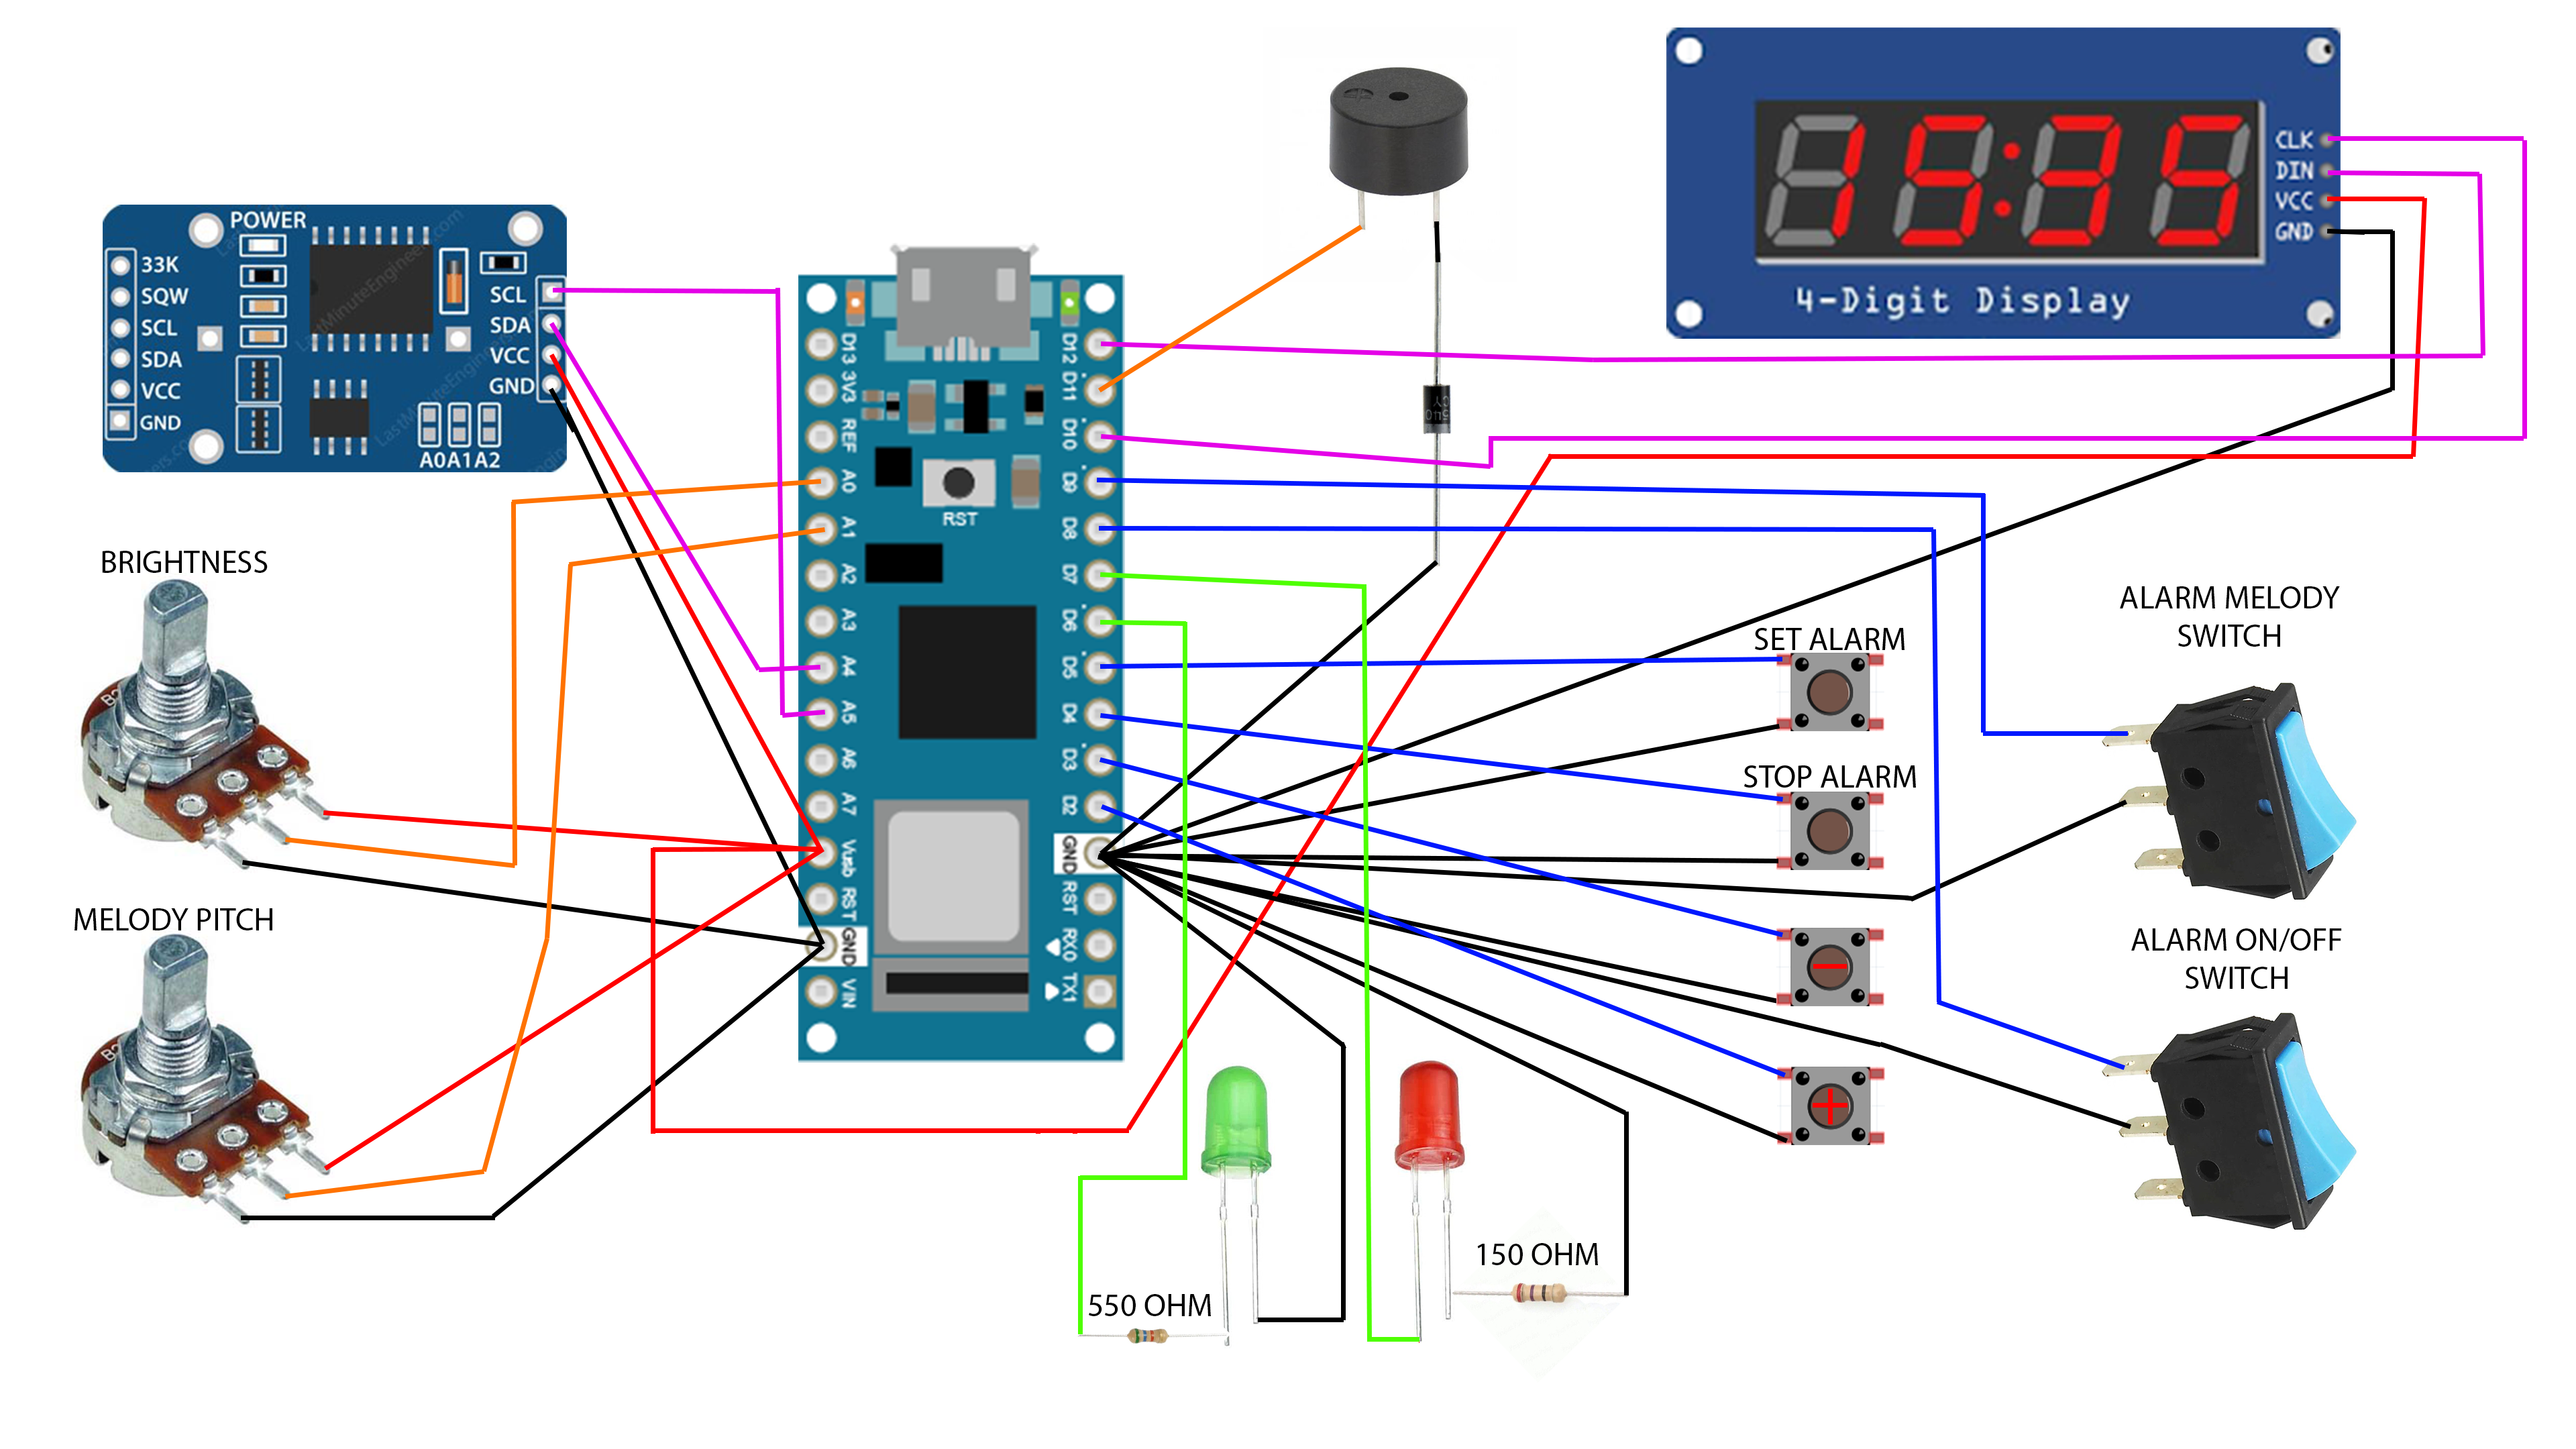 POWER
33K
SQW
SCL
SDA
VCC
GND
SCL
SDA
VCC
GND
A0A1A2
LastMinuteEngineers.com
BRIGHTNESS
MELODY PITCH
D13
3V3
REF
A0
A1
A2
A3
A4
A5
A6
A7
Vusb
RST
GND
VIN
RST
D12
D11
D10
D9
D8
D7
D6
D5
D4
D3
D2
GND
RST
RX0
TX1
CLK
DIN
VCC
GND
4-Digit Display
SET ALARM
STOP ALARM
ALARM MELODY
SWITCH
ALARM ON/OFF
SWITCH
550 OHM
150 OHM